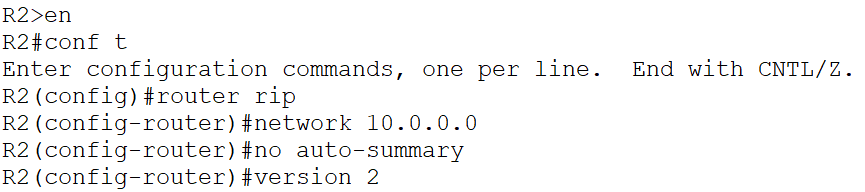 R2>en
R2#conf t
Enter configuration commands, one per line.  End with CNTL/Z.
R2(config)#router rip
R2(config-router)#network 10.0.0.0
R2(config-router)#no auto-summary
R2(config-router)#version 2